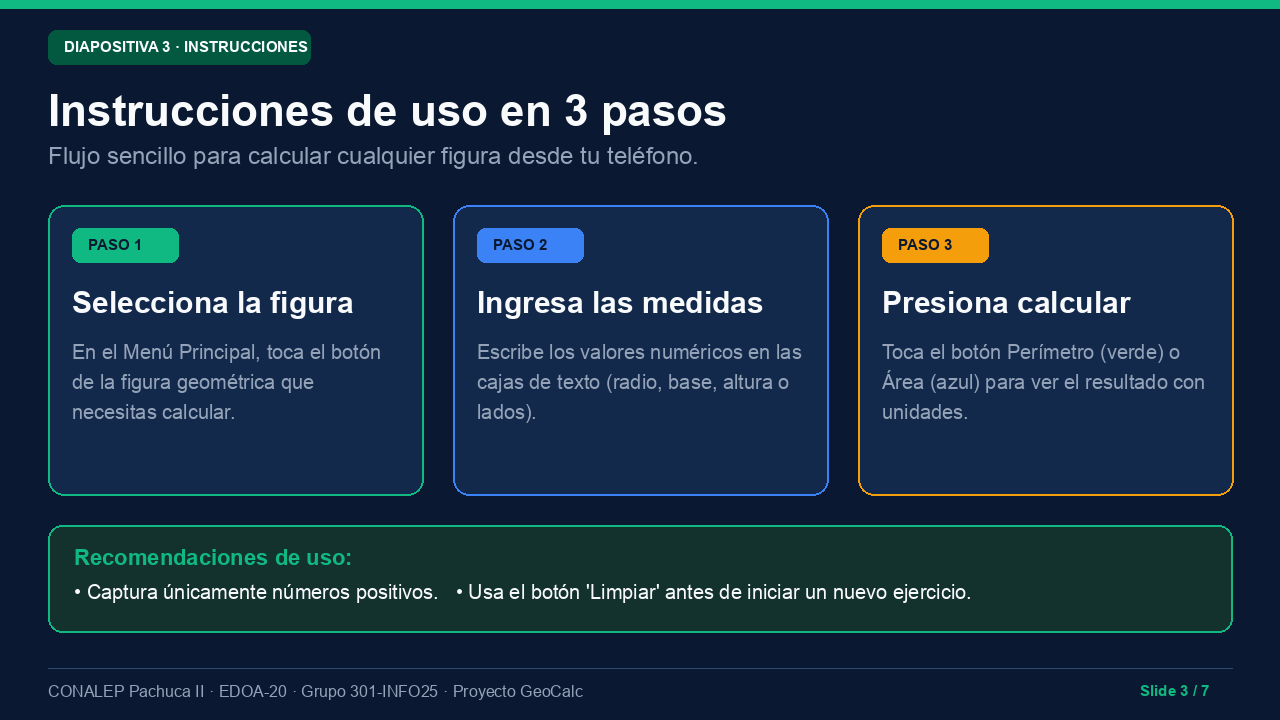 DIAPOSITIVA 3 · INSTRUCCIONES
Instrucciones de uso en 3 pasos
Flujo sencillo para calcular cualquier figura desde tu teléfono.
PASO 1
Selecciona la figura
En el Menú Principal, toca el botón
de la figura geométrica que
necesitas calcular.
PASO 2
Ingresa las medidas
Escribe los valores numéricos en las
cajas de texto (radio, base, altura o
lados).
PASO 3
Presiona calcular
Toca el botón Perímetro (verde) o
Área (azul) para ver el resultado con
unidades.
Recomendaciones de uso:
• Captura únicamente números positivos. • Usa el botón 'Limpiar' antes de iniciar un nuevo ejercicio.
CONALEP Pachuca II · EDOA-20 · Grupo 301-INFO25 · Proyecto GeoCalc
Slide 3 / 7